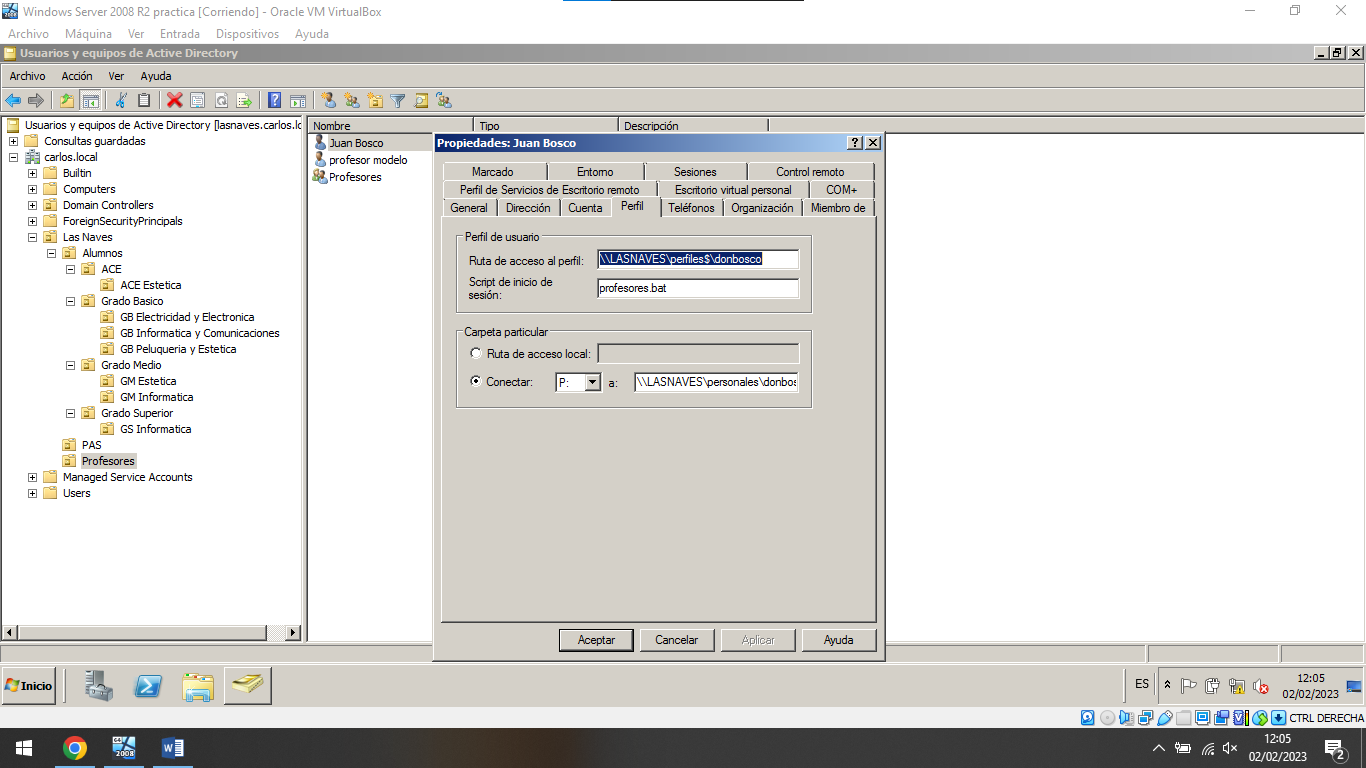 Windows Server 2008 R2 practica [Corriendo] - Oracle VM VirtualBox
Archivo Máquina Ver Entrada Dispositivos Ayuda
Usuarios y equipos de Active Directory
Archivo Acción Ver Ayuda
Usuarios y equipos de Active Directory [lasnaves.carlos.lo
Consultas guardadas
carlos.local
Builtin
Computers
Domain Controllers
ForeignSecurityPrincipals
Las Naves
Alumnos
ACE
ACE Estetica
Grado Basico
GB Electricidad y Electronica
GB Informatica y Comunicaciones
GB Peluqueria y Estetica
Grado Medio
GM Estetica
GM Informatica
Grado Superior
GS Informatica
PAS
Profesores
Managed Service Accounts
Users
Nombre Tipo Descripción
Juan Bosco
profesor modelo
Profesores
Propiedades: Juan Bosco
Marcado Entorno Sesiones Control remoto
Perfil de Servicios de Escritorio remoto Escritorio virtual personal COM+
General Dirección Cuenta Perfil Teléfonos Organización Miembro de
Perfil de usuario
Ruta de acceso al perfil: \\LASNAVES\perfiles$\donbosco
Script de inicio de
sesión: profesores.bat
Carpeta particular
Ruta de acceso local:
Conectar: P: a: \\LASNAVES\personales\donbos
Aceptar Cancelar Aplicar Ayuda
Inicio
ES
12:05
02/02/2023
CTRL DERECHA
64
2008
W
12:05
02/02/2023
2